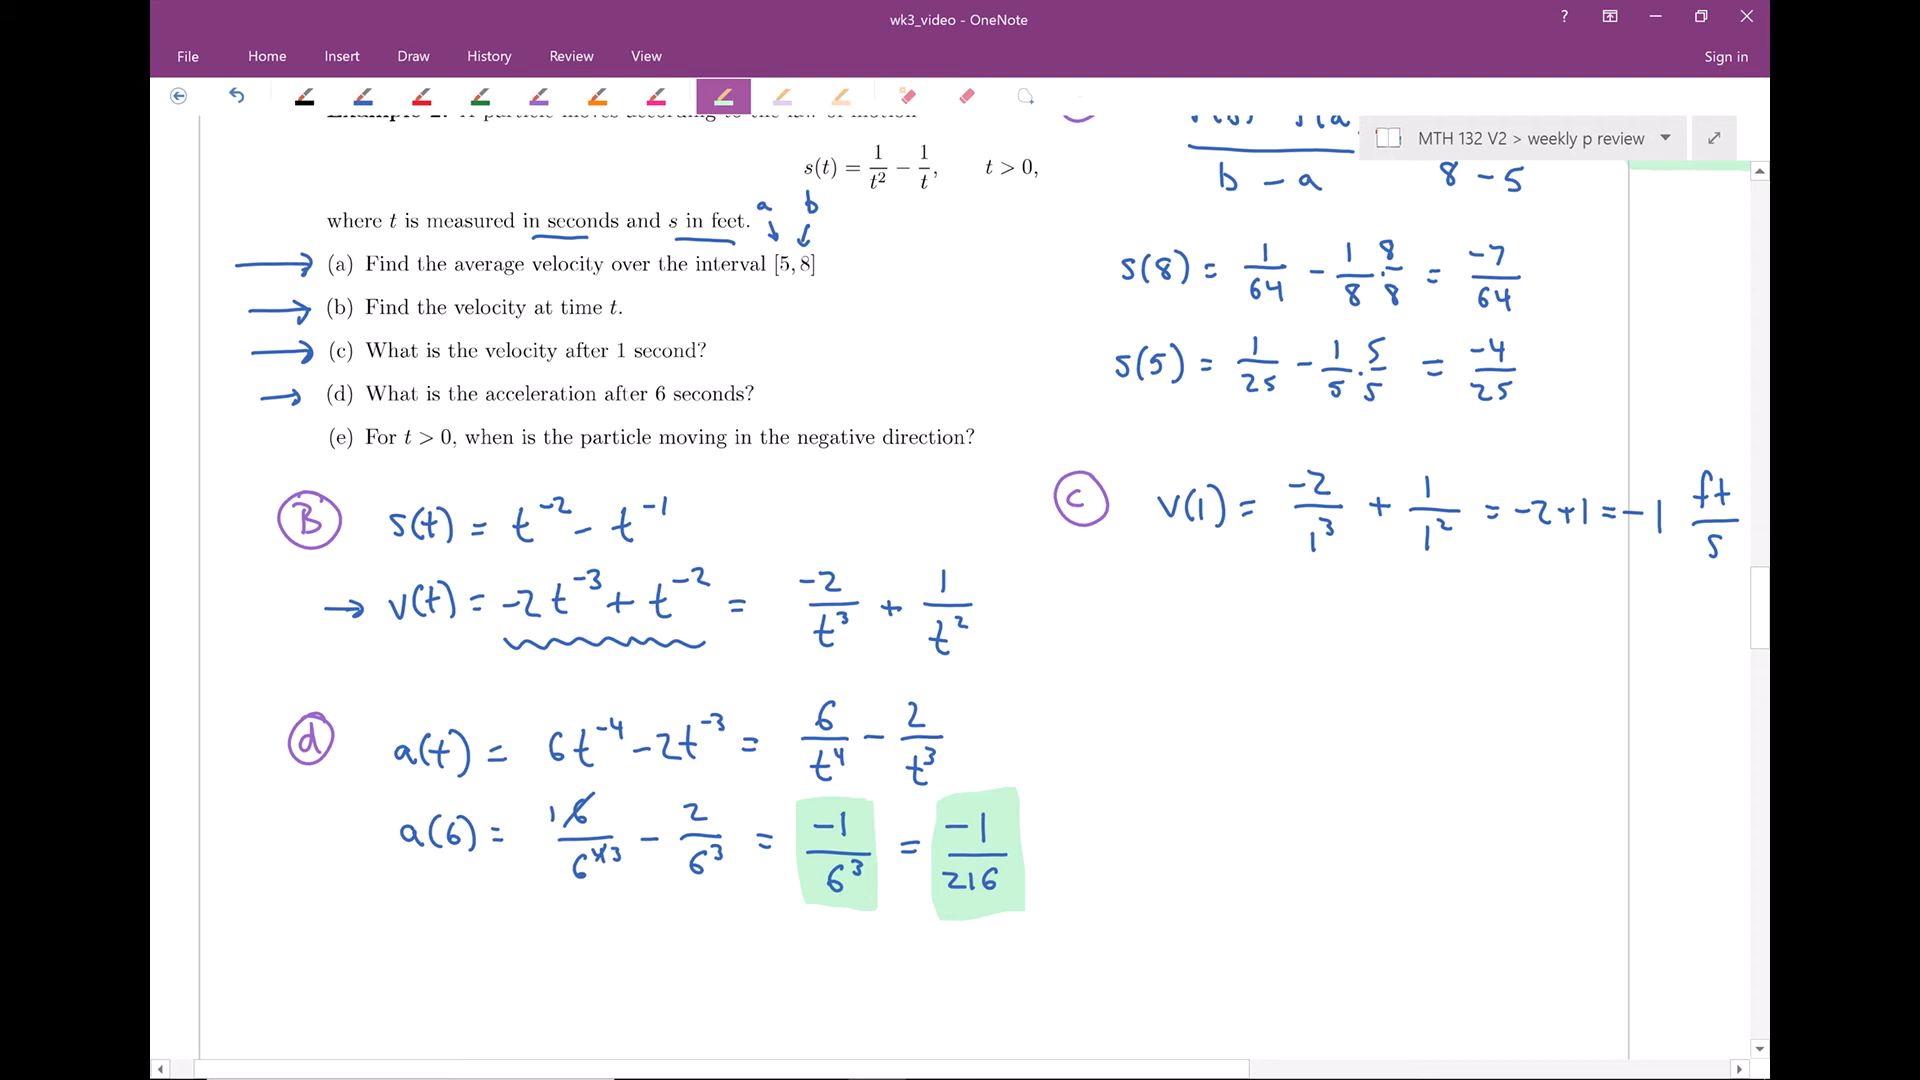 wk3_video - OneNote
?
File Home Insert Draw History Review View Sign in
MTH 132 V2 > weekly p review
s(t) = 1/t² − 1/t, t > 0,
where t is measured in seconds and s in feet.
a b
(a) Find the average velocity over the interval [5, 8]
(b) Find the velocity at time t.
(c) What is the velocity after 1 second?
(d) What is the acceleration after 6 seconds?
(e) For t > 0, when is the particle moving in the negative direction?
b − a 8 − 5
s(8) = 1/64 − 1/8 · 8/8 = −7/64
s(5) = 1/25 − 1/5 · 5/5 = −4/25
B s(t) = t⁻² − t⁻¹
→ v(t) = −2t⁻³ + t⁻² = −2/t³ + 1/t²
c v(1) = −2/1³ + 1/1² = −2+1 = −1 ft/s
d a(t) = 6t⁻⁴ − 2t⁻³ = 6/t⁴ − 2/t³
a(6) = 1 6/6⁴ ³ − 2/6³ = −1/6³ = −1/216